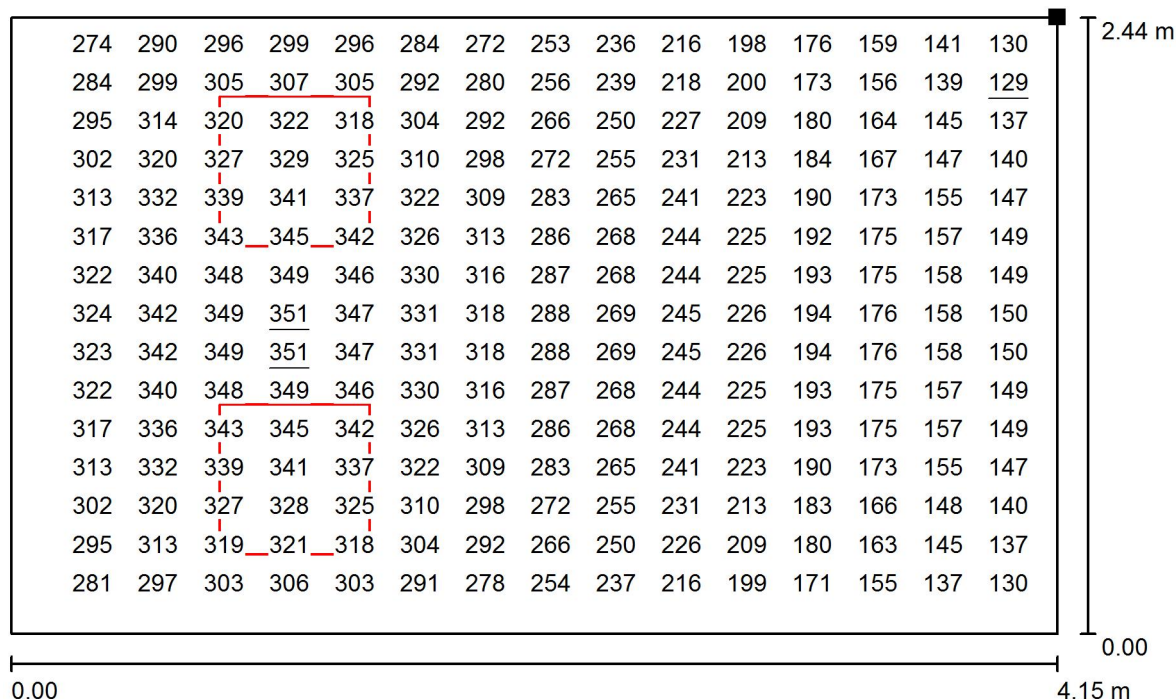 2.44 m
274 290 296 299 296 284 272 253 236 216 198 176 159 141 130
284 299 305 307 305 292 280 256 239 218 200 173 156 139 129
295 314 320 322 318 304 292 266 250 227 209 180 164 145 137
302 320 327 329 325 310 298 272 255 231 213 184 167 147 140
313 332 339 341 337 322 309 283 265 241 223 190 173 155 147
317 336 343 345 342 326 313 286 268 244 225 192 175 157 149
322 340 348 349 346 330 316 287 268 244 225 193 175 158 149
324 342 349 351 347 331 318 288 269 245 226 194 176 158 150
323 342 349 351 347 331 318 288 269 245 226 194 176 158 150
322 340 348 349 346 330 316 287 268 244 225 193 175 157 149
317 336 343 345 342 326 313 286 268 244 225 193 175 157 149
313 332 339 341 337 322 309 283 265 241 223 190 173 155 147
302 320 327 328 325 310 298 272 255 231 213 183 166 148 140
295 313 319 321 318 304 292 266 250 226 209 180 163 145 137
281 297 303 306 303 291 278 254 237 216 199 171 155 137 130
0.00
0.00 4.15 m